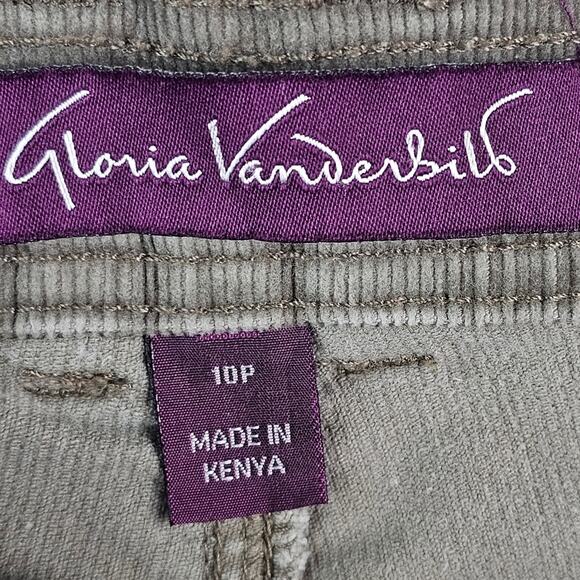 Gloria Vanderbilt
10P
MADE IN
KENYA